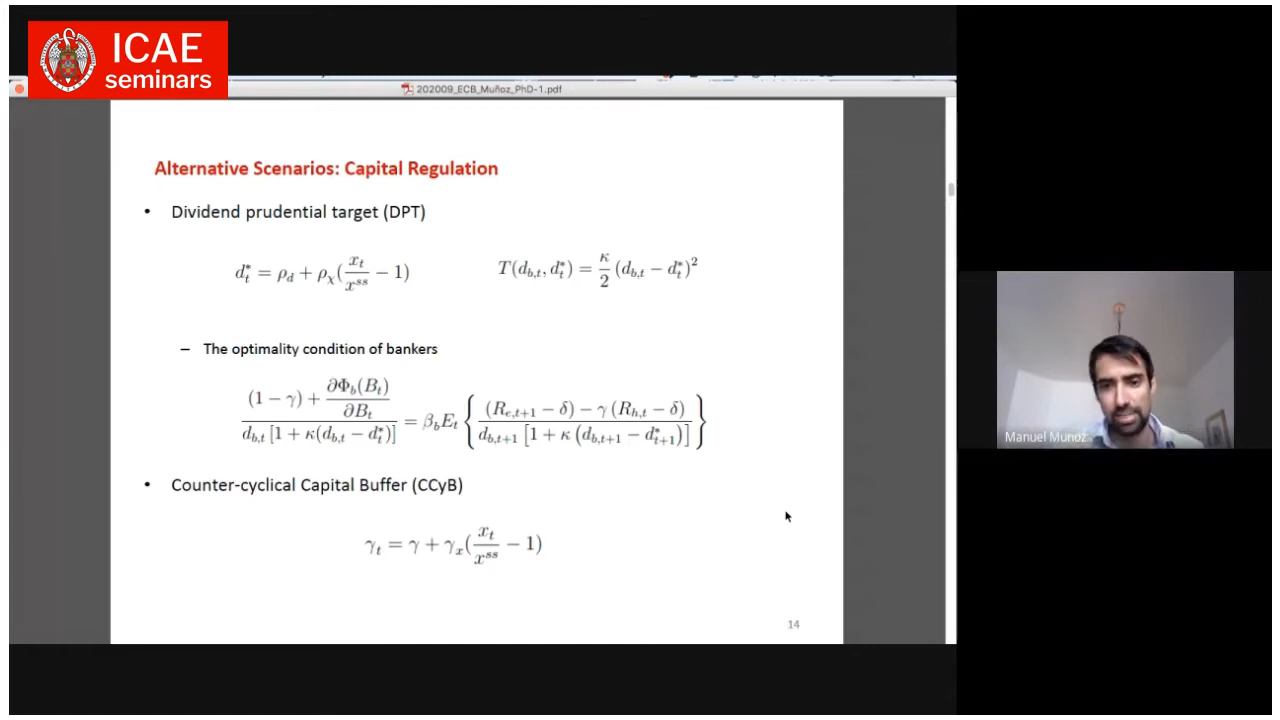 ICAE
seminars
202009_ECB_Muñoz_PhD-1.pdf
Alternative Scenarios: Capital Regulation
• Dividend prudential target (DPT)
d*_t = ρ_d + ρ_χ(x_t/x^ss − 1)
T(d_{b,t}, d*_t) = κ/2 (d_{b,t} − d*_t)^2
– The optimality condition of bankers
((1 − γ) + ∂Φ_b(B_t)/∂B_t) / (d_{b,t} [1 + κ(d_{b,t} − d*_t)]) = β_b E_t { ((R_{e,t+1} − δ) − γ (R_{h,t} − δ)) / (d_{b,t+1} [1 + κ (d_{b,t+1} − d*_{t+1})]) }
• Counter-cyclical Capital Buffer (CCyB)
γ_t = γ + γ_x(x_t/x^ss − 1)
14
Manuel Munoz